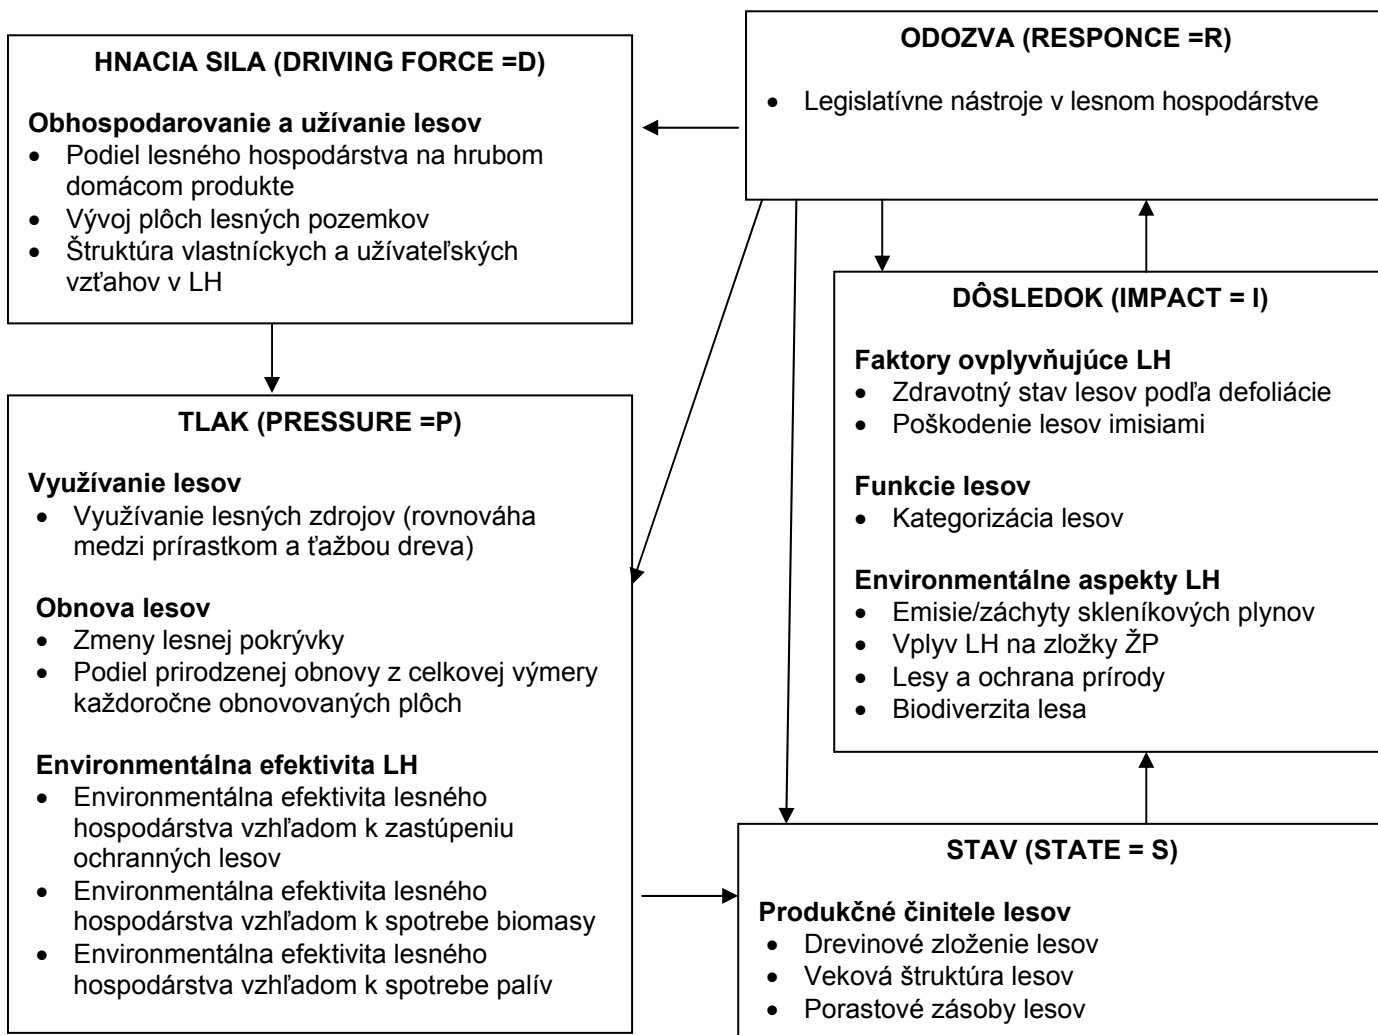 HNACIA SILA (DRIVING FORCE =D)
Obhospodarovanie a užívanie lesov
• Podiel lesného hospodárstva na hrubom
domácom produkte
• Vývoj plôch lesných pozemkov
• Štruktúra vlastníckych a užívateľských
vzťahov v LH
ODOZVA (RESPONCE =R)
• Legislatívne nástroje v lesnom hospodárstve
TLAK (PRESSURE =P)
Využívanie lesov
• Využívanie lesných zdrojov (rovnováha
medzi prírastkom a ťažbou dreva)
Obnova lesov
• Zmeny lesnej pokrývky
• Podiel prirodzenej obnovy z celkovej výmery
každoročne obnovovaných plôch
Environmentálna efektivita LH
• Environmentálna efektivita lesného
hospodárstva vzhľadom k zastúpeniu
ochranných lesov
• Environmentálna efektivita lesného
hospodárstva vzhľadom k spotrebe biomasy
• Environmentálna efektivita lesného
hospodárstva vzhľadom k spotrebe palív
DÔSLEDOK (IMPACT = I)
Faktory ovplyvňujúce LH
• Zdravotný stav lesov podľa defoliácie
• Poškodenie lesov imisiami
Funkcie lesov
• Kategorizácia lesov
Environmentálne aspekty LH
• Emisie/záchyty skleníkových plynov
• Vplyv LH na zložky ŽP
• Lesy a ochrana prírody
• Biodiverzita lesa
STAV (STATE = S)
Produkčné činitele lesov
• Drevinové zloženie lesov
• Veková štruktúra lesov
• Porastové zásoby lesov